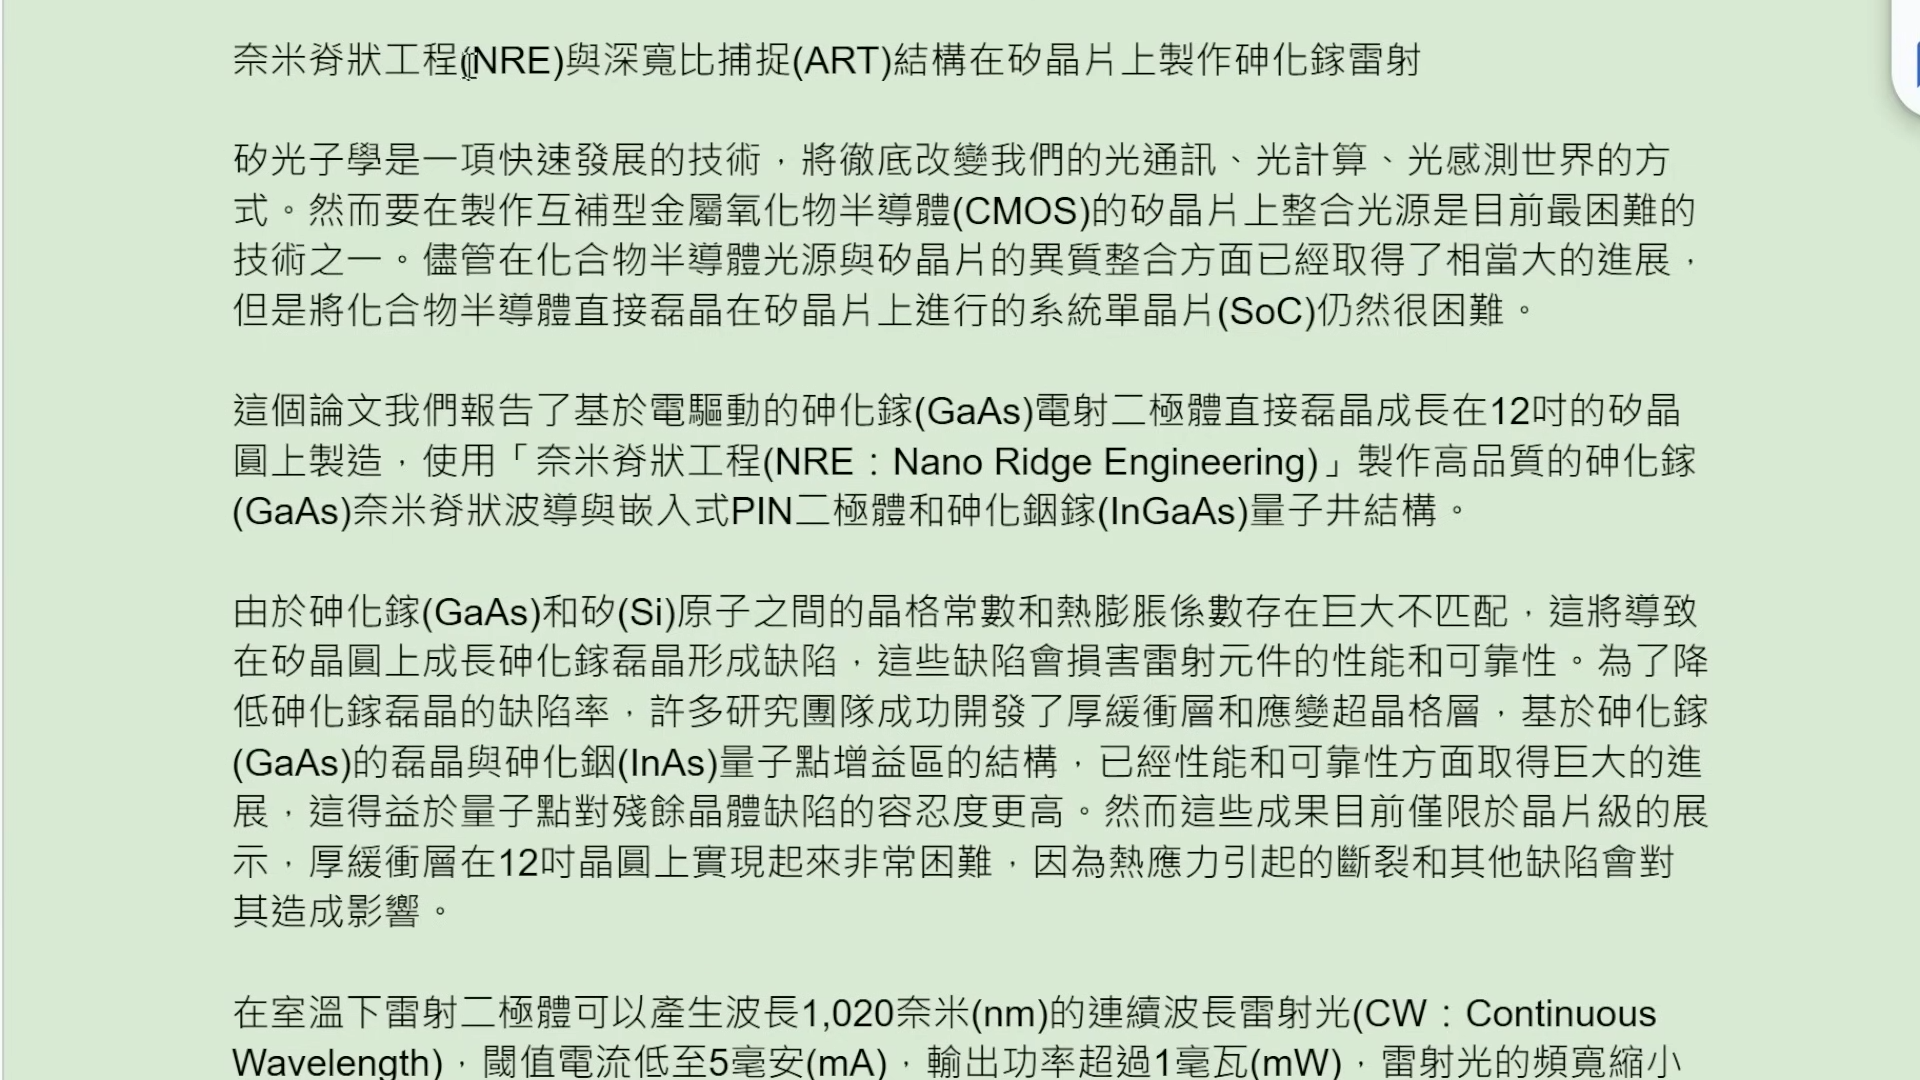 奈米脊狀工程(NRE)與深寬比捕捉(ART)結構在矽晶片上製作砷化鎵雷射
矽光子學是一項快速發展的技術，將徹底改變我們的光通訊、光計算、光感測世界的方
式。然而要在製作互補型金屬氧化物半導體(CMOS)的矽晶片上整合光源是目前最困難的
技術之一。儘管在化合物半導體光源與矽晶片的異質整合方面已經取得了相當大的進展，
但是將化合物半導體直接磊晶在矽晶片上進行的系統單晶片(SoC)仍然很困難。
這個論文我們報告了基於電驅動的砷化鎵(GaAs)電射二極體直接磊晶成長在12吋的矽晶
圓上製造，使用「奈米脊狀工程(NRE：Nano Ridge Engineering)」製作高品質的砷化鎵
(GaAs)奈米脊狀波導與嵌入式PIN二極體和砷化銦鎵(InGaAs)量子井結構。
由於砷化鎵(GaAs)和矽(Si)原子之間的晶格常數和熱膨脹係數存在巨大不匹配，這將導致
在矽晶圓上成長砷化鎵磊晶形成缺陷，這些缺陷會損害雷射元件的性能和可靠性。為了降
低砷化鎵磊晶的缺陷率，許多研究團隊成功開發了厚緩衝層和應變超晶格層，基於砷化鎵
(GaAs)的磊晶與砷化銦(InAs)量子點增益區的結構，已經性能和可靠性方面取得巨大的進
展，這得益於量子點對殘餘晶體缺陷的容忍度更高。然而這些成果目前僅限於晶片級的展
示，厚緩衝層在12吋晶圓上實現起來非常困難，因為熱應力引起的斷裂和其他缺陷會對
其造成影響。
在室溫下雷射二極體可以產生波長1,020奈米(nm)的連續波長雷射光(CW：Continuous
Wavelength)，閾值電流低至5毫安(mA)，輸出功率超過1毫瓦(mW)，雷射光的頻寬縮小